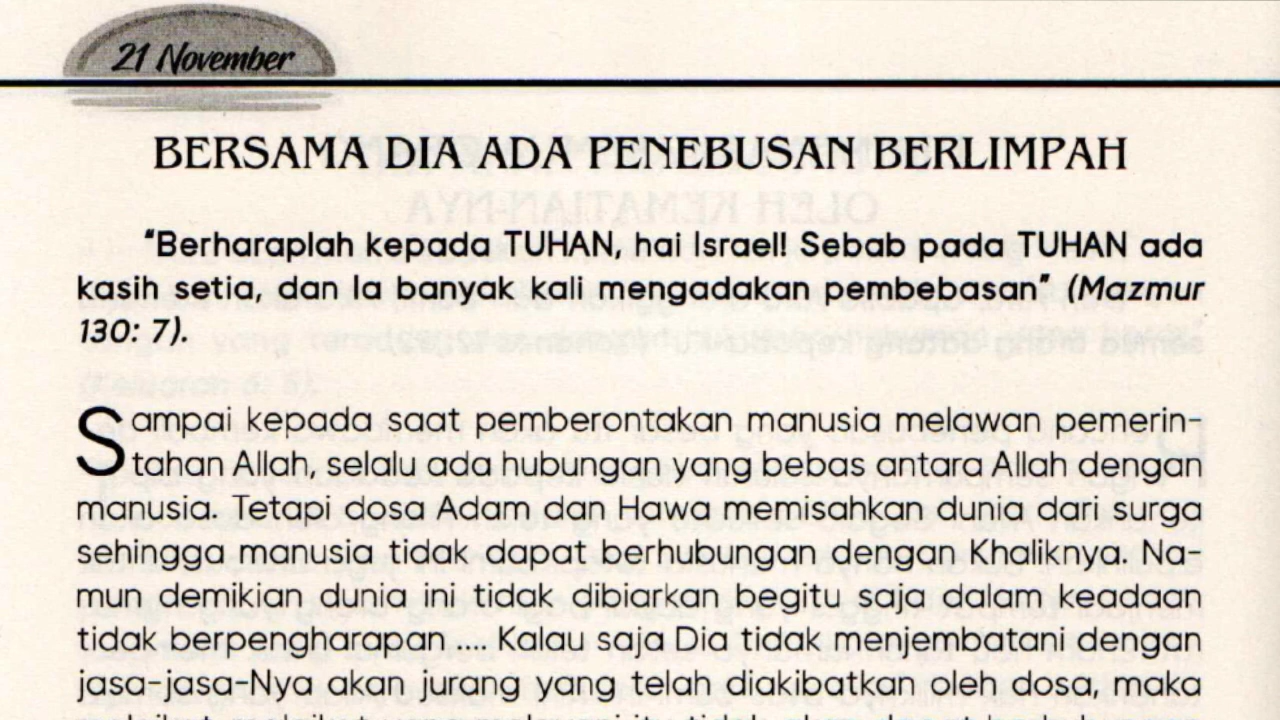 21 November
BERSAMA DIA ADA PENEBUSAN BERLIMPAH
“Berharaplah kepada TUHAN, hai Israel! Sebab pada TUHAN ada
kasih setia, dan Ia banyak kali mengadakan pembebasan” (Mazmur
130: 7).
Sampai kepada saat pemberontakan manusia melawan pemerin-
tahan Allah, selalu ada hubungan yang bebas antara Allah dengan
manusia. Tetapi dosa Adam dan Hawa memisahkan dunia dari surga
sehingga manusia tidak dapat berhubungan dengan Khaliknya. Na-
mun demikian dunia ini tidak dibiarkan begitu saja dalam keadaan
tidak berpengharapan .... Kalau saja Dia tidak menjembatani dengan
jasa-jasa-Nya akan jurang yang telah diakibatkan oleh dosa, maka